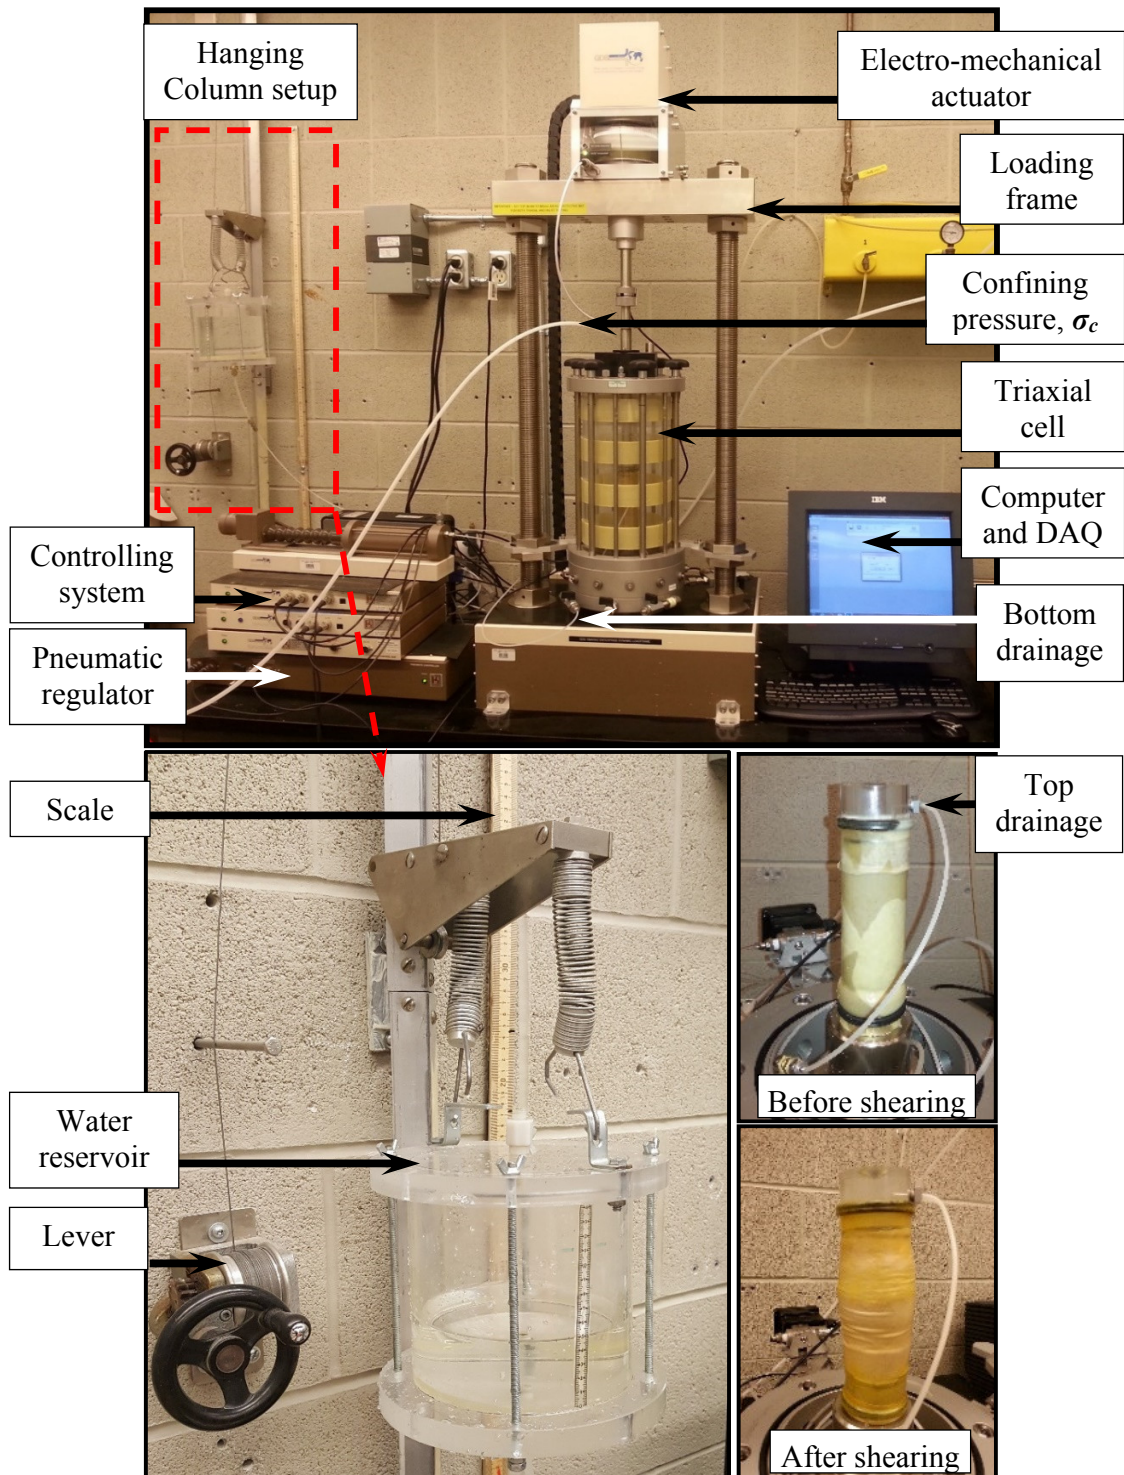 Hanging
Column setup
Electro-mechanical
actuator
Loading
frame
Confining
pressure, σc
Triaxial
cell
IBM
Computer
and DAQ
Controlling
system
Bottom
drainage
Pneumatic
regulator
Scale
Top
drainage
Before shearing
Water
reservoir
Lever
After shearing